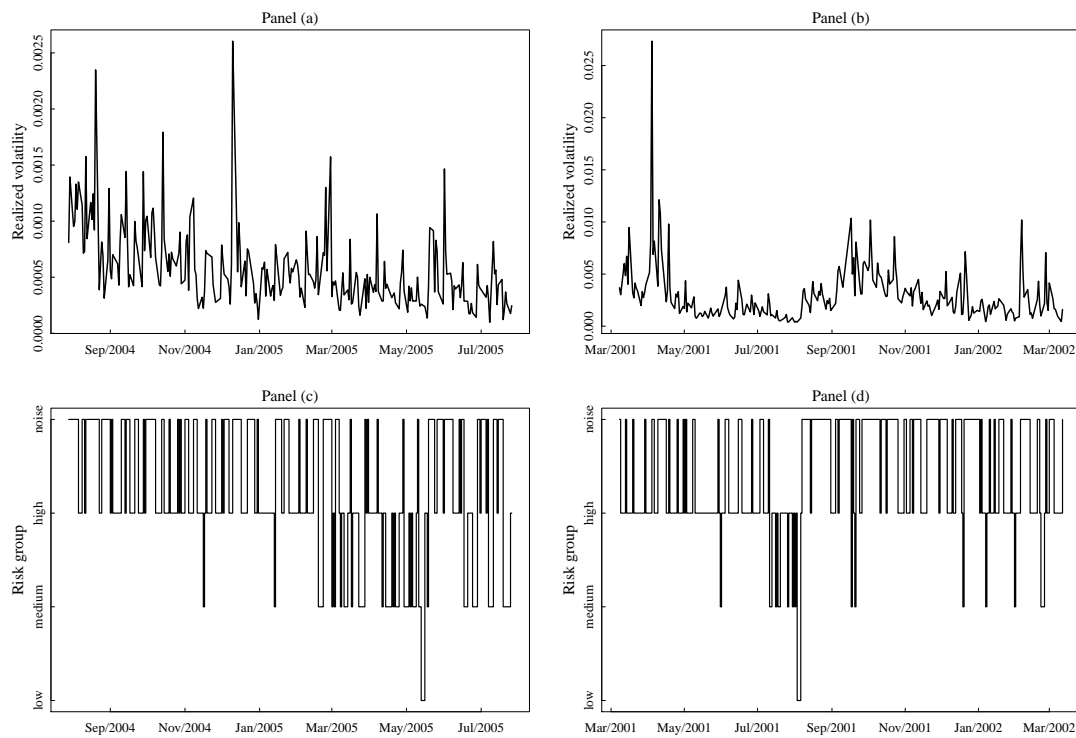 Panel (a)
Realized volatility
0.0025
0.0020
0.0015
0.0010
0.0005
0.0000
Sep/2004 Nov/2004 Jan/2005 Mar/2005 May/2005 Jul/2005
Panel (b)
Realized volatility
0.025
0.020
0.015
0.010
0.005
0.000
Mar/2001 May/2001 Jul/2001 Sep/2001 Nov/2001 Jan/2002 Mar/2002
Panel (c)
Risk group
noise
high
medium
low
Sep/2004 Nov/2004 Jan/2005 Mar/2005 May/2005 Jul/2005
Panel (d)
Risk group
noise
high
medium
low
Mar/2001 May/2001 Jul/2001 Sep/2001 Nov/2001 Jan/2002 Mar/2002